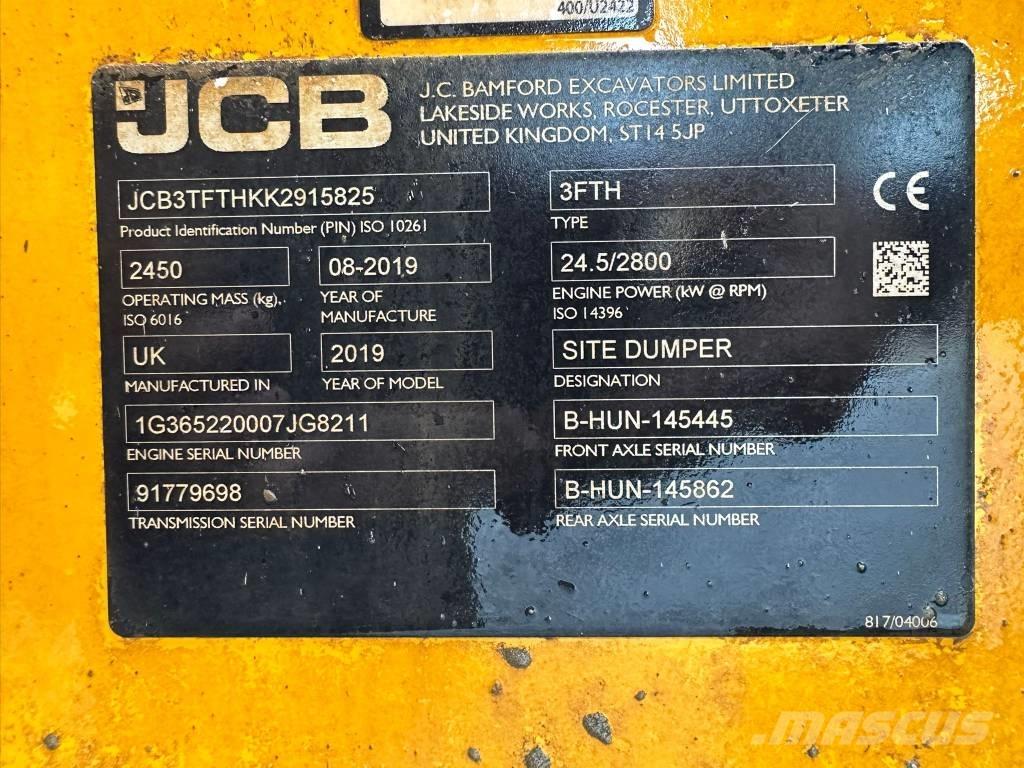 400/U2422
JCB
J.C. BAMFORD EXCAVATORS LIMITED
LAKESIDE WORKS, ROCESTER, UTTOXETER
UNITED KINGDOM, ST14 5JP
JCB3TFTHKK2915825
Product Identification Number (PIN) ISO 10261
3FTH
TYPE
CE
2450
OPERATING MASS (kg),
ISO 6016
08-2019
YEAR OF
MANUFACTURE
24.5/2800
ENGINE POWER (kW @ RPM)
ISO 14396
UK
MANUFACTURED IN
2019
YEAR OF MODEL
SITE DUMPER
DESIGNATION
1G365220007JG8211
ENGINE SERIAL NUMBER
B-HUN-145445
FRONT AXLE SERIAL NUMBER
91779698
TRANSMISSION SERIAL NUMBER
B-HUN-145862
REAR AXLE SERIAL NUMBER
817/04006
MASCUS